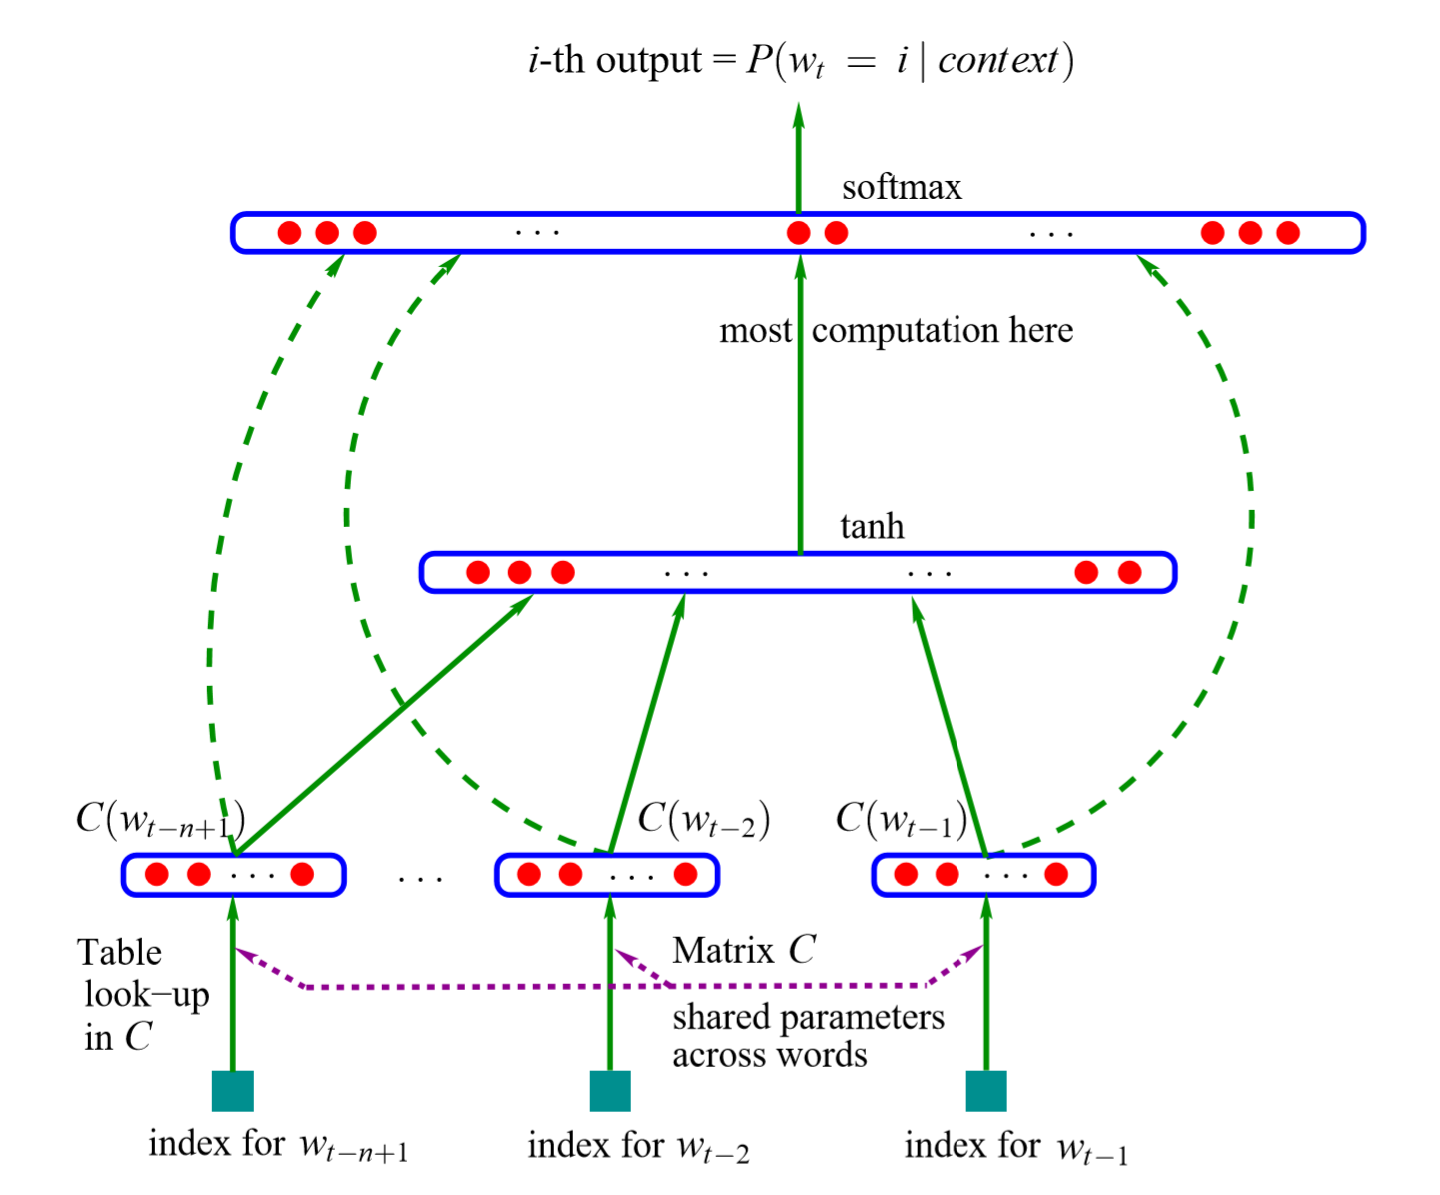 i-th output = P(w_t = i | context)
softmax
. . .
. . .
most computation here
tanh
. . .
. . .
C(w_{t−n+1})
C(w_{t−2})
C(w_{t−1})
. . .
. . .
. . .
. . .
Table
look−up
in C
Matrix C
shared parameters
across words
index for w_{t−n+1}
index for w_{t−2}
index for w_{t−1}